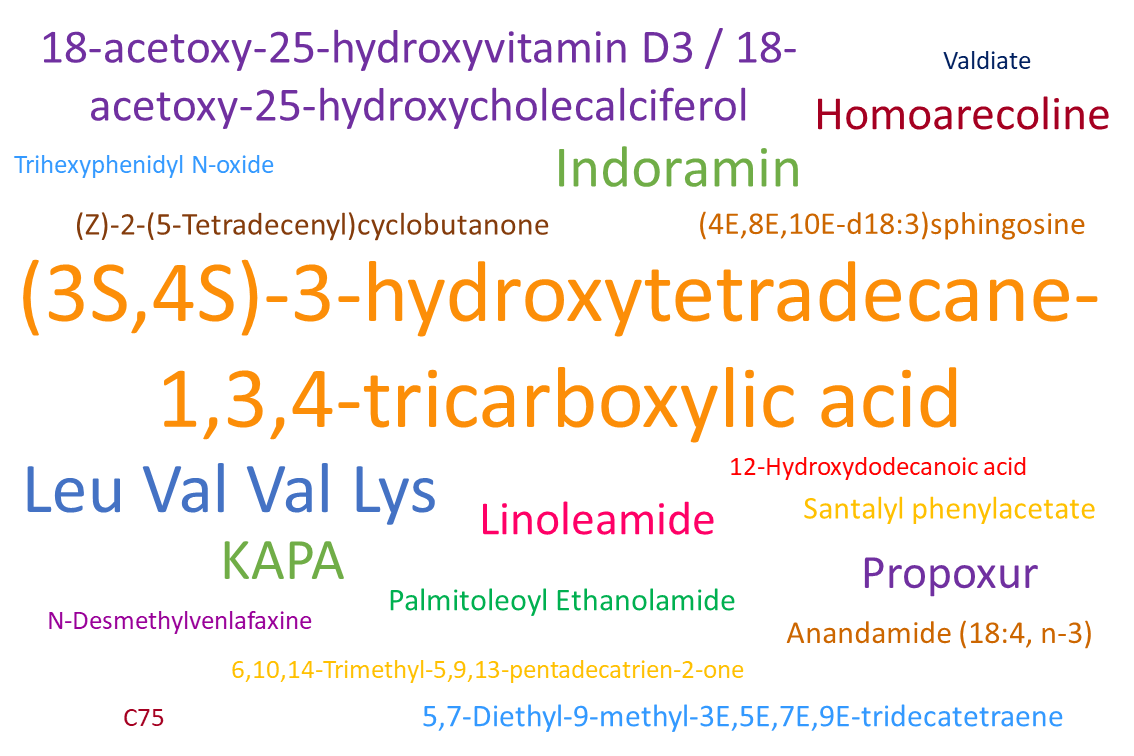 18-acetoxy-25-hydroxyvitamin D3 / 18-
acetoxy-25-hydroxycholecalciferol
Valdiate
Homoarecoline
Trihexyphenidyl N-oxide
Indoramin
(Z)-2-(5-Tetradecenyl)cyclobutanone
(4E,8E,10E-d18:3)sphingosine
(3S,4S)-3-hydroxytetradecane-
1,3,4-tricarboxylic acid
Leu Val Val Lys
12-Hydroxydodecanoic acid
Linoleamide
Santalyl phenylacetate
KAPA
Propoxur
Palmitoleoyl Ethanolamide
N-Desmethylvenlafaxine
Anandamide (18:4, n-3)
6,10,14-Trimethyl-5,9,13-pentadecatrien-2-one
C75
5,7-Diethyl-9-methyl-3E,5E,7E,9E-tridecatetraene